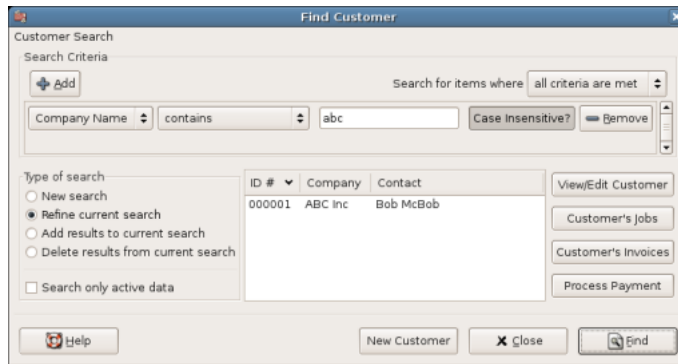 Find Customer
Customer Search
Search Criteria
Add
Search for items where all criteria are met
Company Name contains abc Case Insensitive? Remove
Type of search
New search
Refine current search
Add results to current search
Delete results from current search
Search only active data
ID # Company Contact
000001 ABC Inc Bob McBob
View/Edit Customer
Customer's Jobs
Customer's Invoices
Process Payment
Help New Customer Close Find